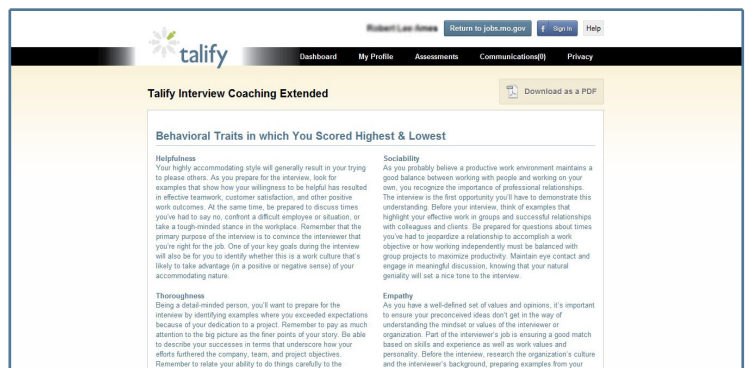 Return to jobs.mo.gov
f Sign in
Help
talify
Dashboard
My Profile
Assessments
Communications(0)
Privacy
Talify Interview Coaching Extended
Download as a PDF
Behavioral Traits in which You Scored Highest & Lowest
Helpfulness
Your highly accommodating style will generally result in your trying
to please others. As you prepare for the interview, look for
examples that show how your willingness to be helpful has resulted
in effective teamwork, customer satisfaction, and other positive
work outcomes. At the same time, be prepared to discuss times
you've had to say no, confront a difficult employee or situation, or
take a tough-minded stance in the workplace. Remember that the
primary purpose of the interview is to convince the interviewer that
you're right for the job. One of your key goals during the interview
will also be for you to identify whether this is a work culture that's
likely to take advantage (in a positive or negative sense) of your
accommodating nature.
Sociability
As you probably believe a productive work environment maintains a
good balance between working with people and working on your
own, you recognize the importance of professional relationships.
The interview is the first opportunity you'll have to demonstrate this
understanding. Before your interview, think of examples that
highlight your effective work in groups and successful relationships
with colleagues and clients. Be prepared for questions about times
you've had to jeopardize a relationship to accomplish a work
objective or how working independently must be balanced with
group projects to maximize productivity. Maintain eye contact and
engage in meaningful discussion, knowing that your natural
geniality will set a nice tone to the interview.
Thoroughness
Being a detail-minded person, you'll want to prepare for the
interview by identifying examples where you exceeded expectations
because of your dedication to a project. Remember to pay as much
attention to the big picture as the finer points of your story. Be able
to describe your successes in terms that underscore how your
efforts furthered the company, team, and project objectives.
Remember to relate your ability to do things carefully to the
Empathy
As you have a well-defined set of values and opinions, it's important
to ensure your preconceived ideas don't get in the way of
understanding the mindset or values of the interviewer or
organization. Part of the interviewer's job is ensuring a good match
based on skills and experience as well as work values and
personality. Before the interview, research the organization's culture
and the interviewer's background, preparing examples from your